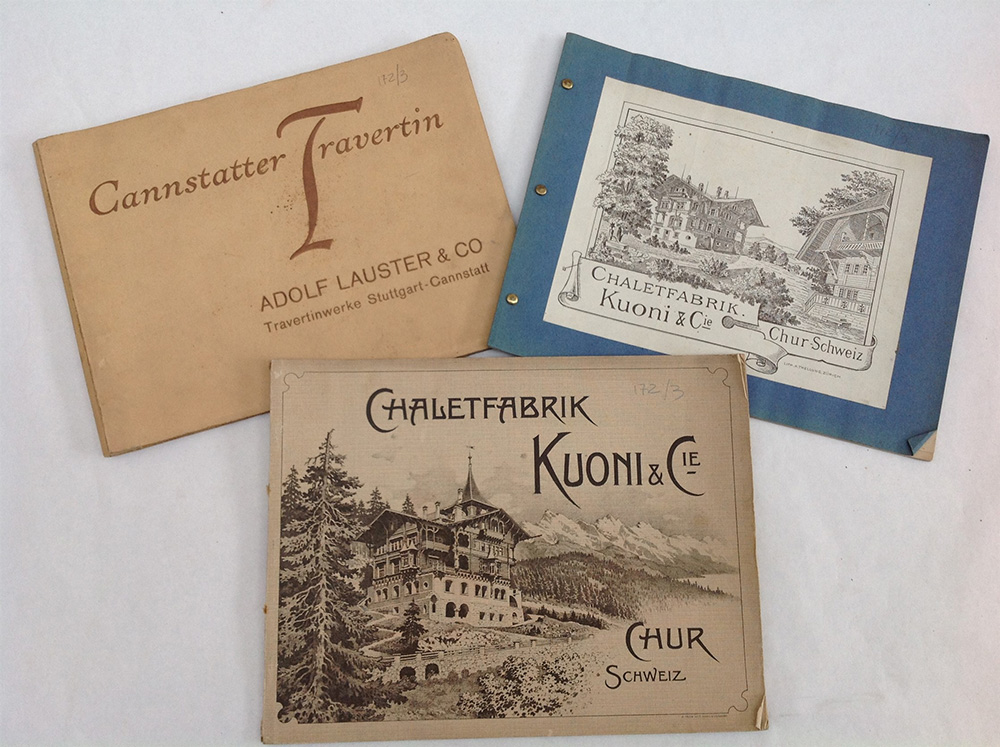 172/3
Cannstatter Travertin
ADOLF LAUSTER & CO
Travertinwerke Stuttgart-Cannstatt
CHALETFABRIK.
Kuoni & Cie
Chur-Schweiz
172/3
CHALETFABRIK
KUONI & CIE
CHUR
SCHWEIZ